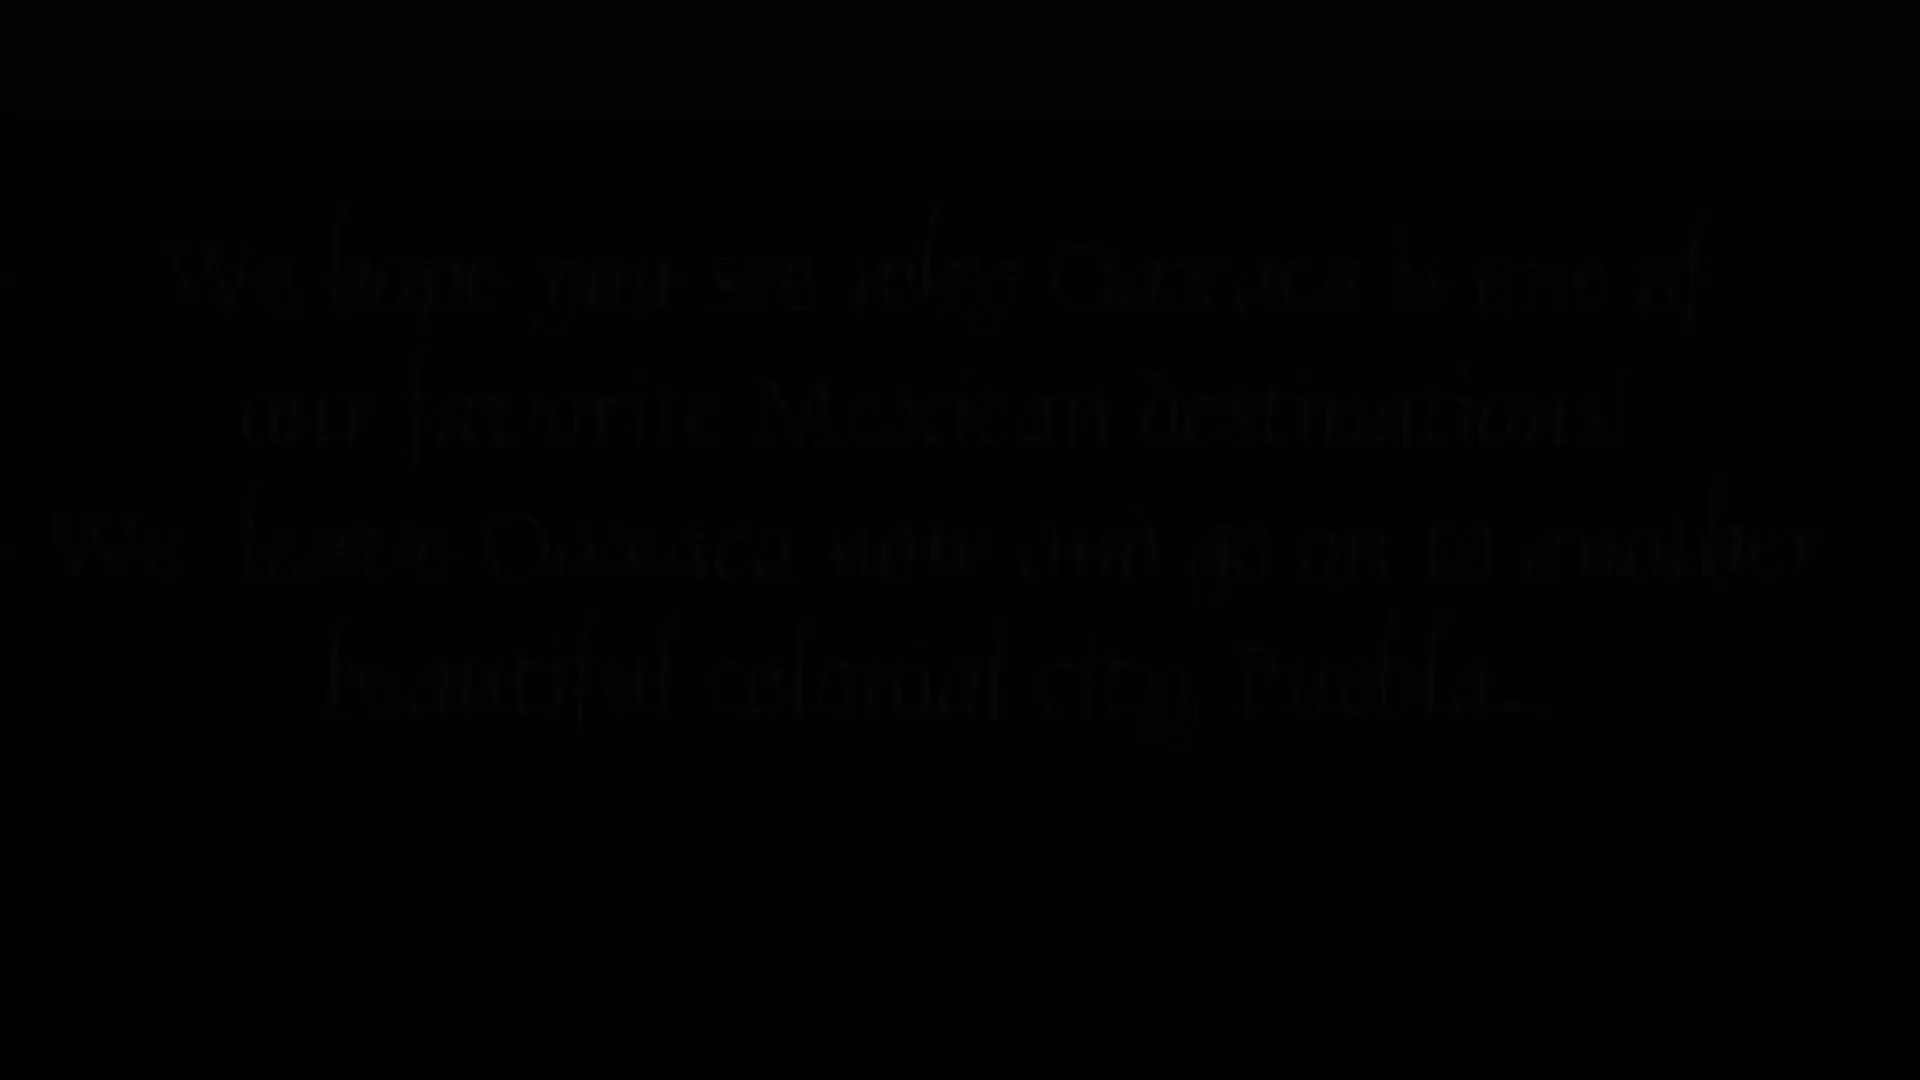 We hope you see why Oaxaca is one of
our favorite Mexican destinations!
We leave Oaxaca now and go on to another
beautiful colonial city, Puebla...